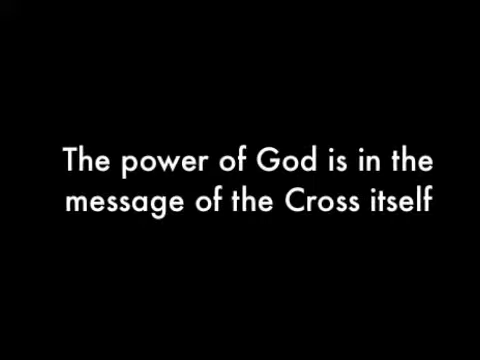 The power of God is in the
message of the Cross itself